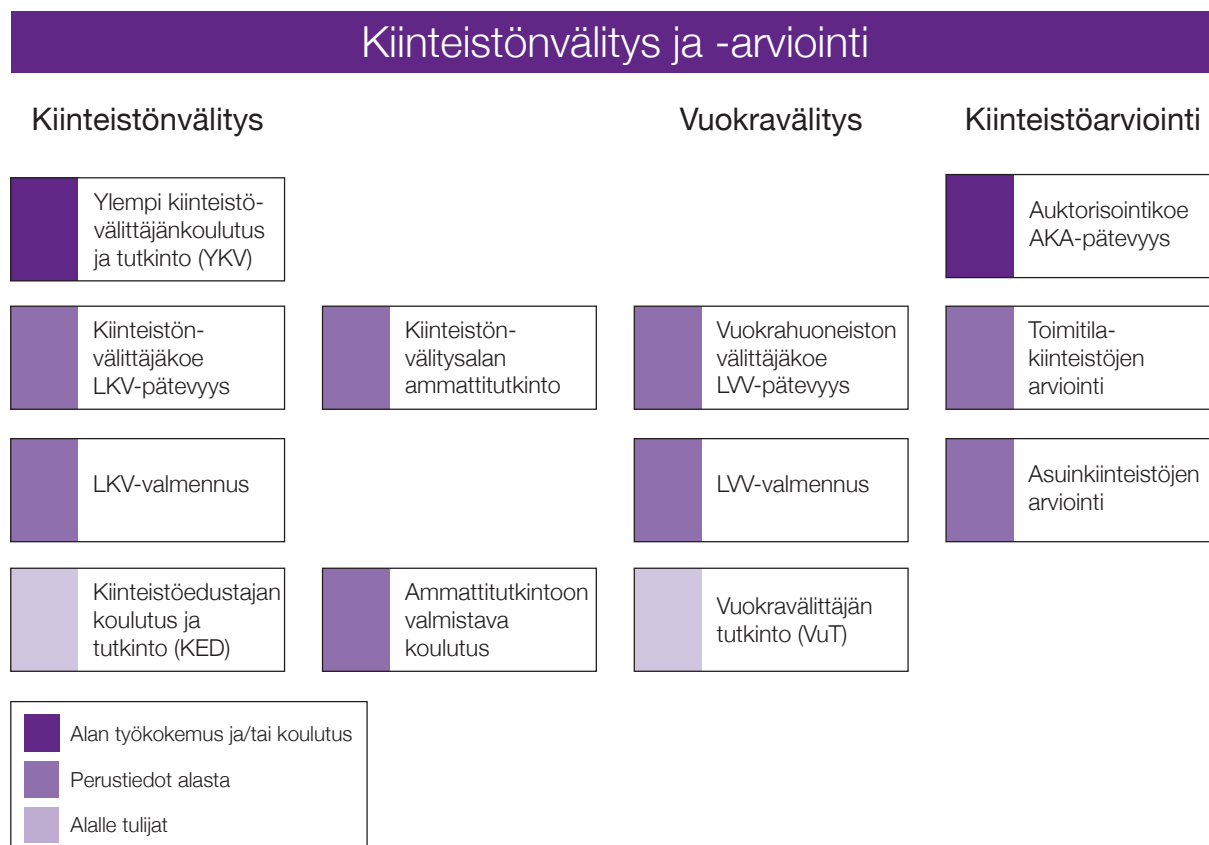 Kiinteistönvälitys ja -arviointi
Kiinteistönvälitys
Vuokravälitys
Kiinteistöarviointi
Ylempi kiinteistö-
välittäjänkoulutus
ja tutkinto (YKV)
Auktorisointikoe
AKA-pätevyys
Kiinteistön-
välittäjäkoe
LKV-pätevyys
Kiinteistön-
välitysalan
ammattitutkinto
Vuokrahuoneiston
välittäjäkoe
LVV-pätevyys
Toimitila-
kiinteistöjen
arviointi
LKV-valmennus
LVV-valmennus
Asuinkiinteistöjen
arviointi
Kiinteistöedustajan
koulutus ja
tutkinto (KED)
Ammattitutkintoon
valmistava
koulutus
Vuokravälittäjän
tutkinto (VuT)
Alan työkokemus ja/tai koulutus
Perustiedot alasta
Alalle tulijat